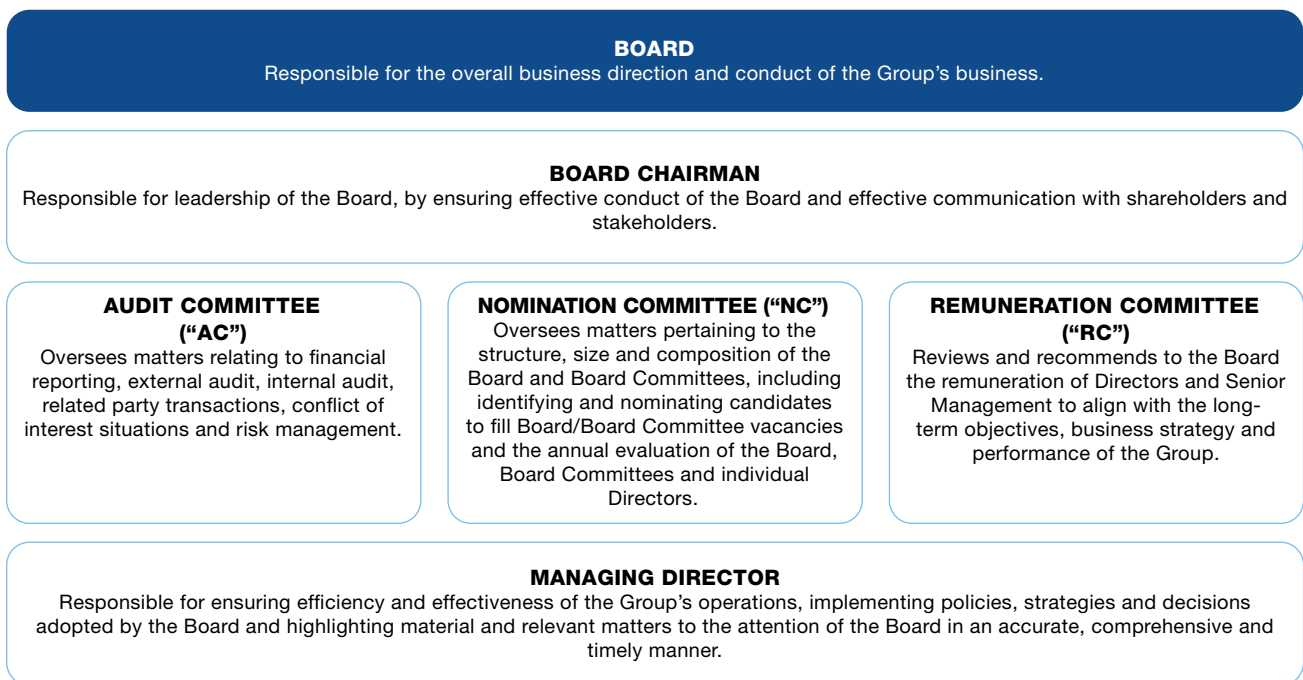 BOARD
Responsible for the overall business direction and conduct of the Group’s business.
BOARD CHAIRMAN
Responsible for leadership of the Board, by ensuring effective conduct of the Board and effective communication with shareholders and
stakeholders.
AUDIT COMMITTEE
(“AC”)
Oversees matters relating to financial
reporting, external audit, internal audit,
related party transactions, conflict of
interest situations and risk management.
NOMINATION COMMITTEE (“NC”)
Oversees matters pertaining to the
structure, size and composition of the
Board and Board Committees, including
identifying and nominating candidates
to fill Board/Board Committee vacancies
and the annual evaluation of the Board,
Board Committees and individual
Directors.
REMUNERATION COMMITTEE
(“RC”)
Reviews and recommends to the Board
the remuneration of Directors and Senior
Management to align with the long-
term objectives, business strategy and
performance of the Group.
MANAGING DIRECTOR
Responsible for ensuring efficiency and effectiveness of the Group’s operations, implementing policies, strategies and decisions
adopted by the Board and highlighting material and relevant matters to the attention of the Board in an accurate, comprehensive and
timely manner.